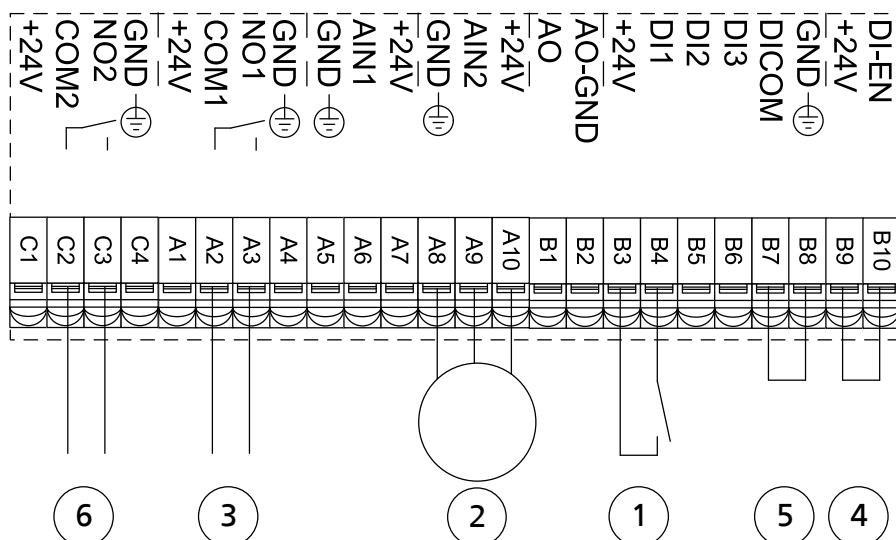 +24V
COM2
NO2
GND
+24V
COM1
NO1
GND
GND
AIN1
+24V
GND
AIN2
+24V
AO
AO-GND
+24V
DI1
DI2
DI3
DICOM
GND
+24V
DI-EN
C1 C2 C3 C4 A1 A2 A3 A4 A5 A6 A7 A8 A9 A10 B1 B2 B3 B4 B5 B6 B7 B8 B9 B10
6 3 2 1 5 4